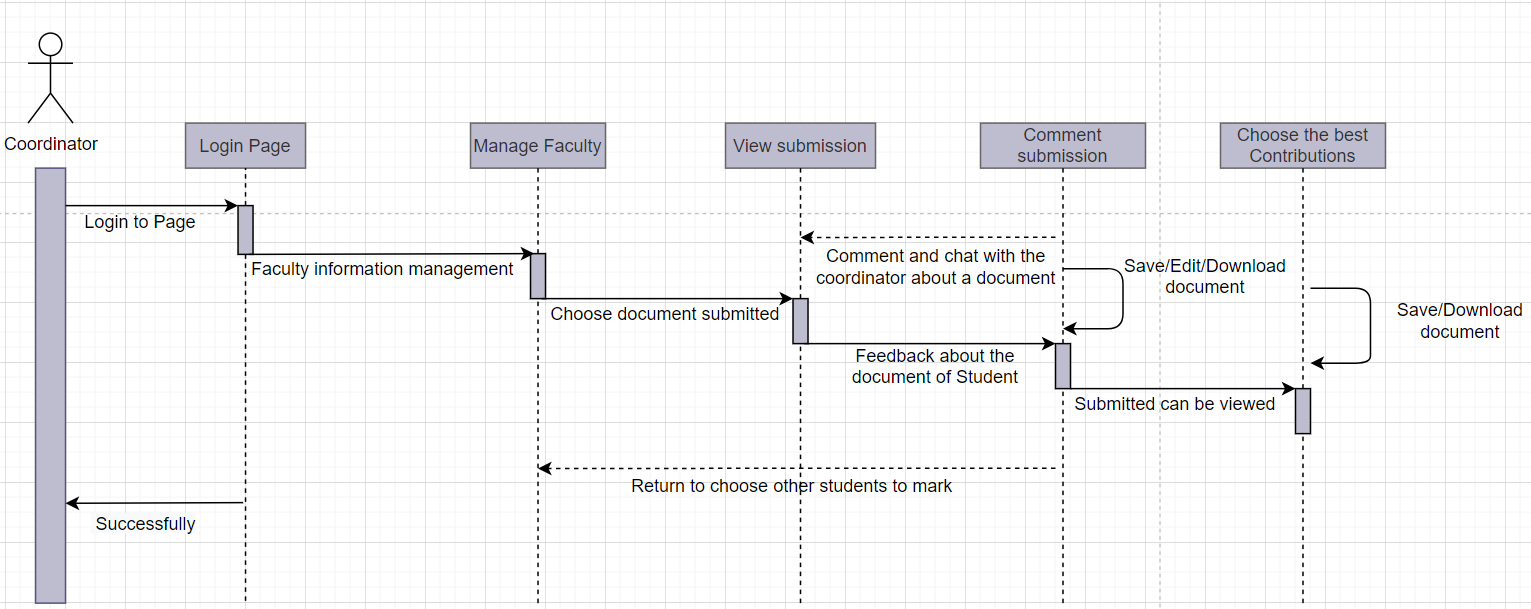 Coordinator
Login Page
Manage Faculty
View submission
Comment
submission
Choose the best
Contributions
Login to Page
Faculty information management
Choose document submitted
Comment and chat with the
coordinator about a document
Save/Edit/Download
document
Save/Download
document
Feedback about the
document of Student
Submitted can be viewed
Return to choose other students to mark
Successfully